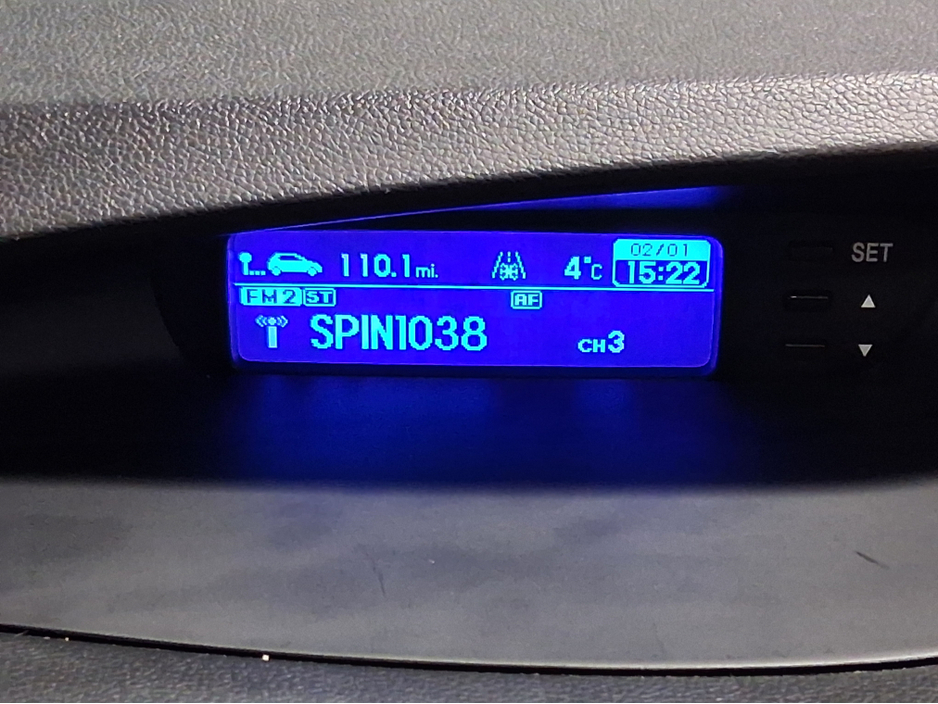 110.1mi. 4°C 02/01
15:22
FM2 ST AF
SPIN1038 CH3
SET